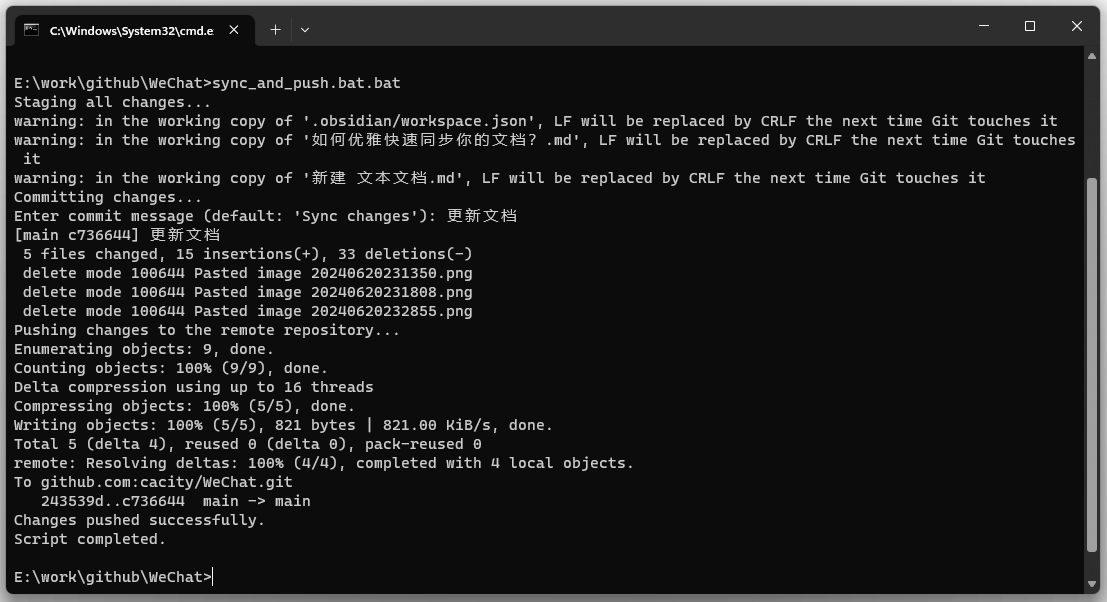 C:\Windows\System32\cmd.e
E:\work\github\WeChat>sync_and_push.bat.bat
Staging all changes...
warning: in the working copy of '.obsidian/workspace.json', LF will be replaced by CRLF the next time Git touches it
warning: in the working copy of '如何优雅快速同步你的文档？.md', LF will be replaced by CRLF the next time Git touches
it
warning: in the working copy of '新建 文本文档.md', LF will be replaced by CRLF the next time Git touches it
Committing changes...
Enter commit message (default: 'Sync changes'): 更新文档
[main c736644] 更新文档
5 files changed, 15 insertions(+), 33 deletions(-)
delete mode 100644 Pasted image 20240620231350.png
delete mode 100644 Pasted image 20240620231808.png
delete mode 100644 Pasted image 20240620232855.png
Pushing changes to the remote repository...
Enumerating objects: 9, done.
Counting objects: 100% (9/9), done.
Delta compression using up to 16 threads
Compressing objects: 100% (5/5), done.
Writing objects: 100% (5/5), 821 bytes | 821.00 KiB/s, done.
Total 5 (delta 4), reused 0 (delta 0), pack-reused 0
remote: Resolving deltas: 100% (4/4), completed with 4 local objects.
To github.com:cacity/WeChat.git
243539d..c736644  main -> main
Changes pushed successfully.
Script completed.
E:\work\github\WeChat>